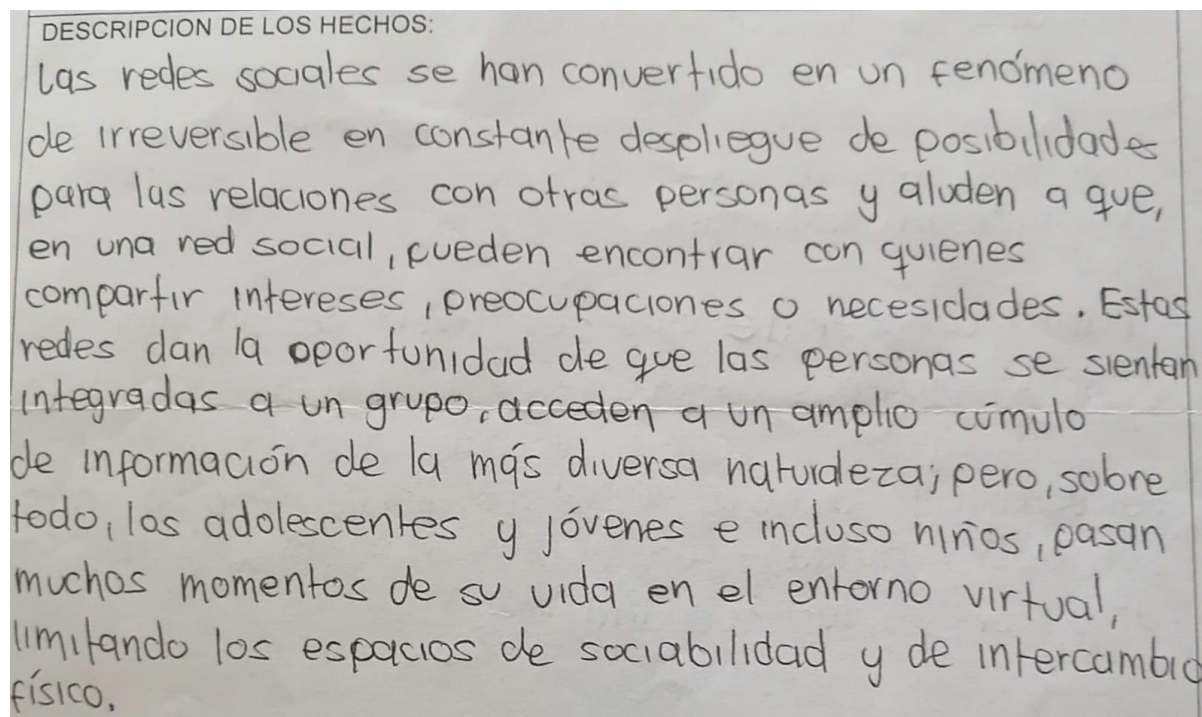 DESCRIPCION DE LOS HECHOS:
Las redes sociales se han convertido en un fenómeno
de irreversible en constante despliegue de posibilidades
para las relaciones con otras personas y aluden a que,
en una red social, pueden encontrar con quienes
compartir intereses, preocupaciones o necesidades. Estas
redes dan la oportunidad de que las personas se sientan
integradas a un grupo, acceden a un amplio cúmulo
de información de la más diversa naturaleza; pero, sobre
todo, los adolescentes y jóvenes e incluso niños, pasan
muchos momentos de su vida en el entorno virtual,
limitando los espacios de sociabilidad y de intercambio
físico.